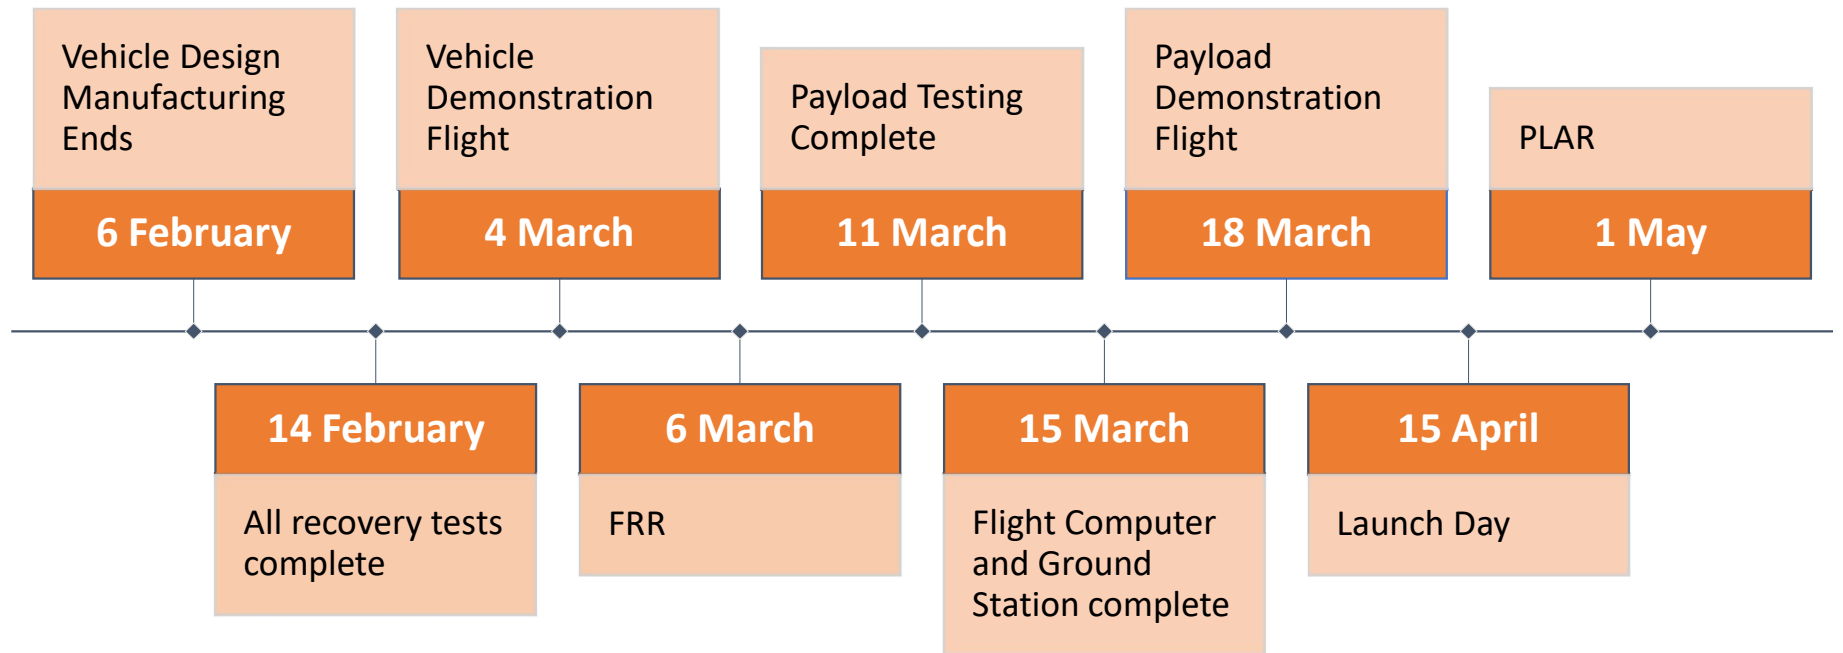 Vehicle Design
Manufacturing
Ends
6 February
Vehicle
Demonstration
Flight
4 March
Payload Testing
Complete
11 March
Payload
Demonstration
Flight
18 March
PLAR
1 May
14 February
All recovery tests
complete
6 March
FRR
15 March
Flight Computer
and Ground
Station complete
15 April
Launch Day